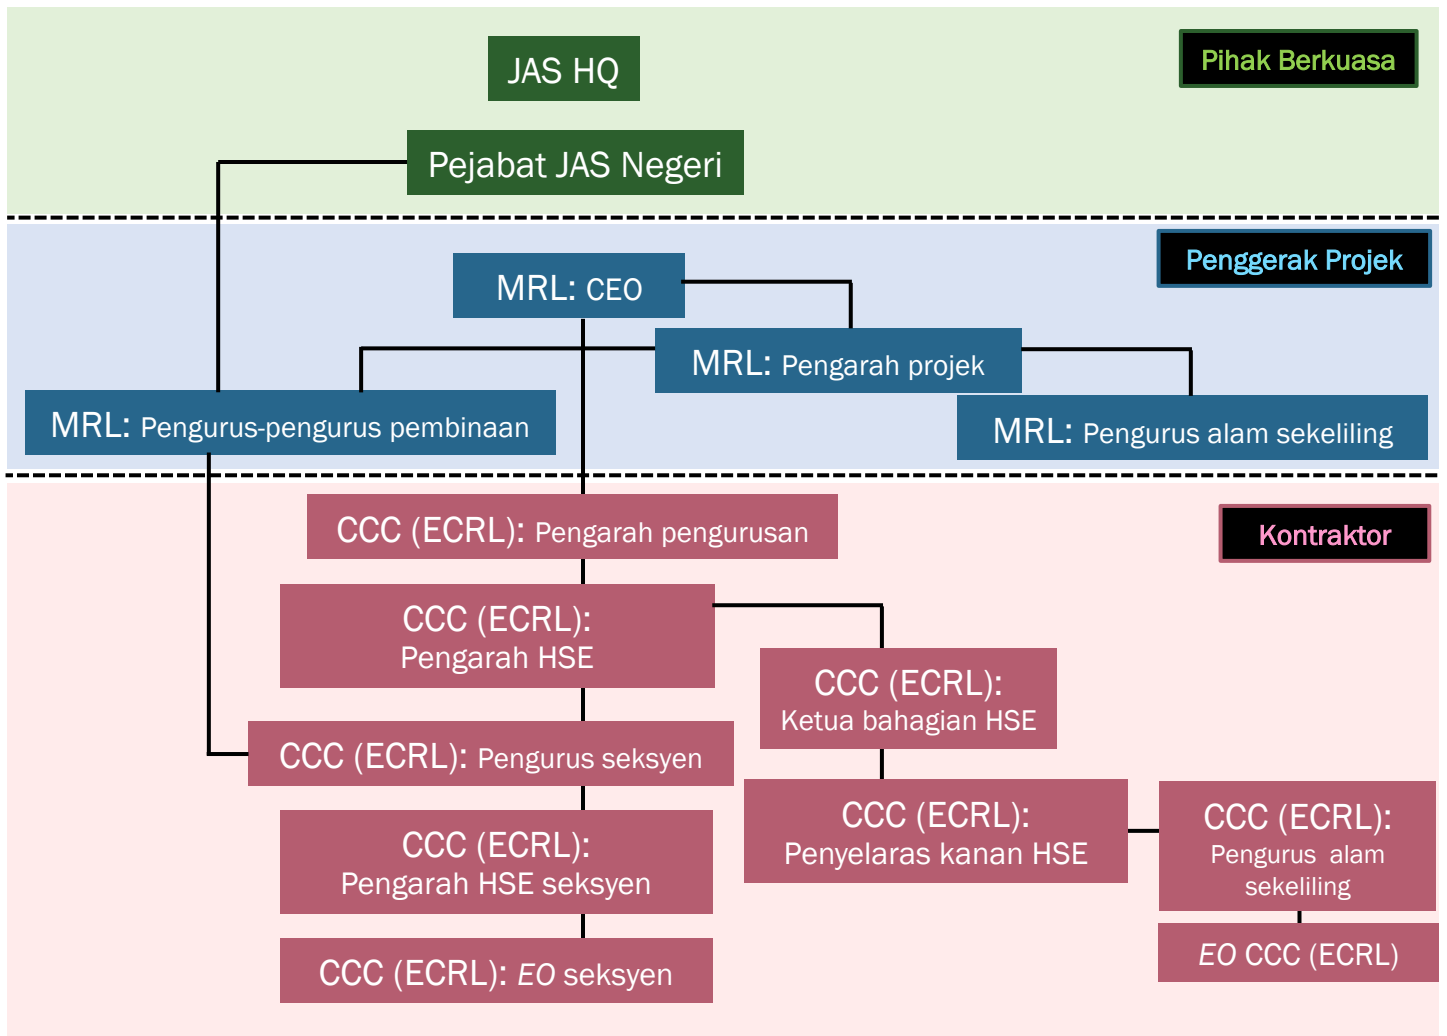 JAS HQ
Pihak Berkuasa
Pejabat JAS Negeri
Penggerak Projek
MRL: CEO
MRL: Pengarah projek
MRL: Pengurus-pengurus pembinaan
MRL: Pengurus alam sekeliling
CCC (ECRL): Pengarah pengurusan
Kontraktor
CCC (ECRL):
Pengarah HSE
CCC (ECRL):
Ketua bahagian HSE
CCC (ECRL): Pengurus seksyen
CCC (ECRL):
Penyelaras kanan HSE
CCC (ECRL):
Pengurus alam
sekeliling
CCC (ECRL):
Pengarah HSE seksyen
EO CCC (ECRL)
CCC (ECRL): EO seksyen